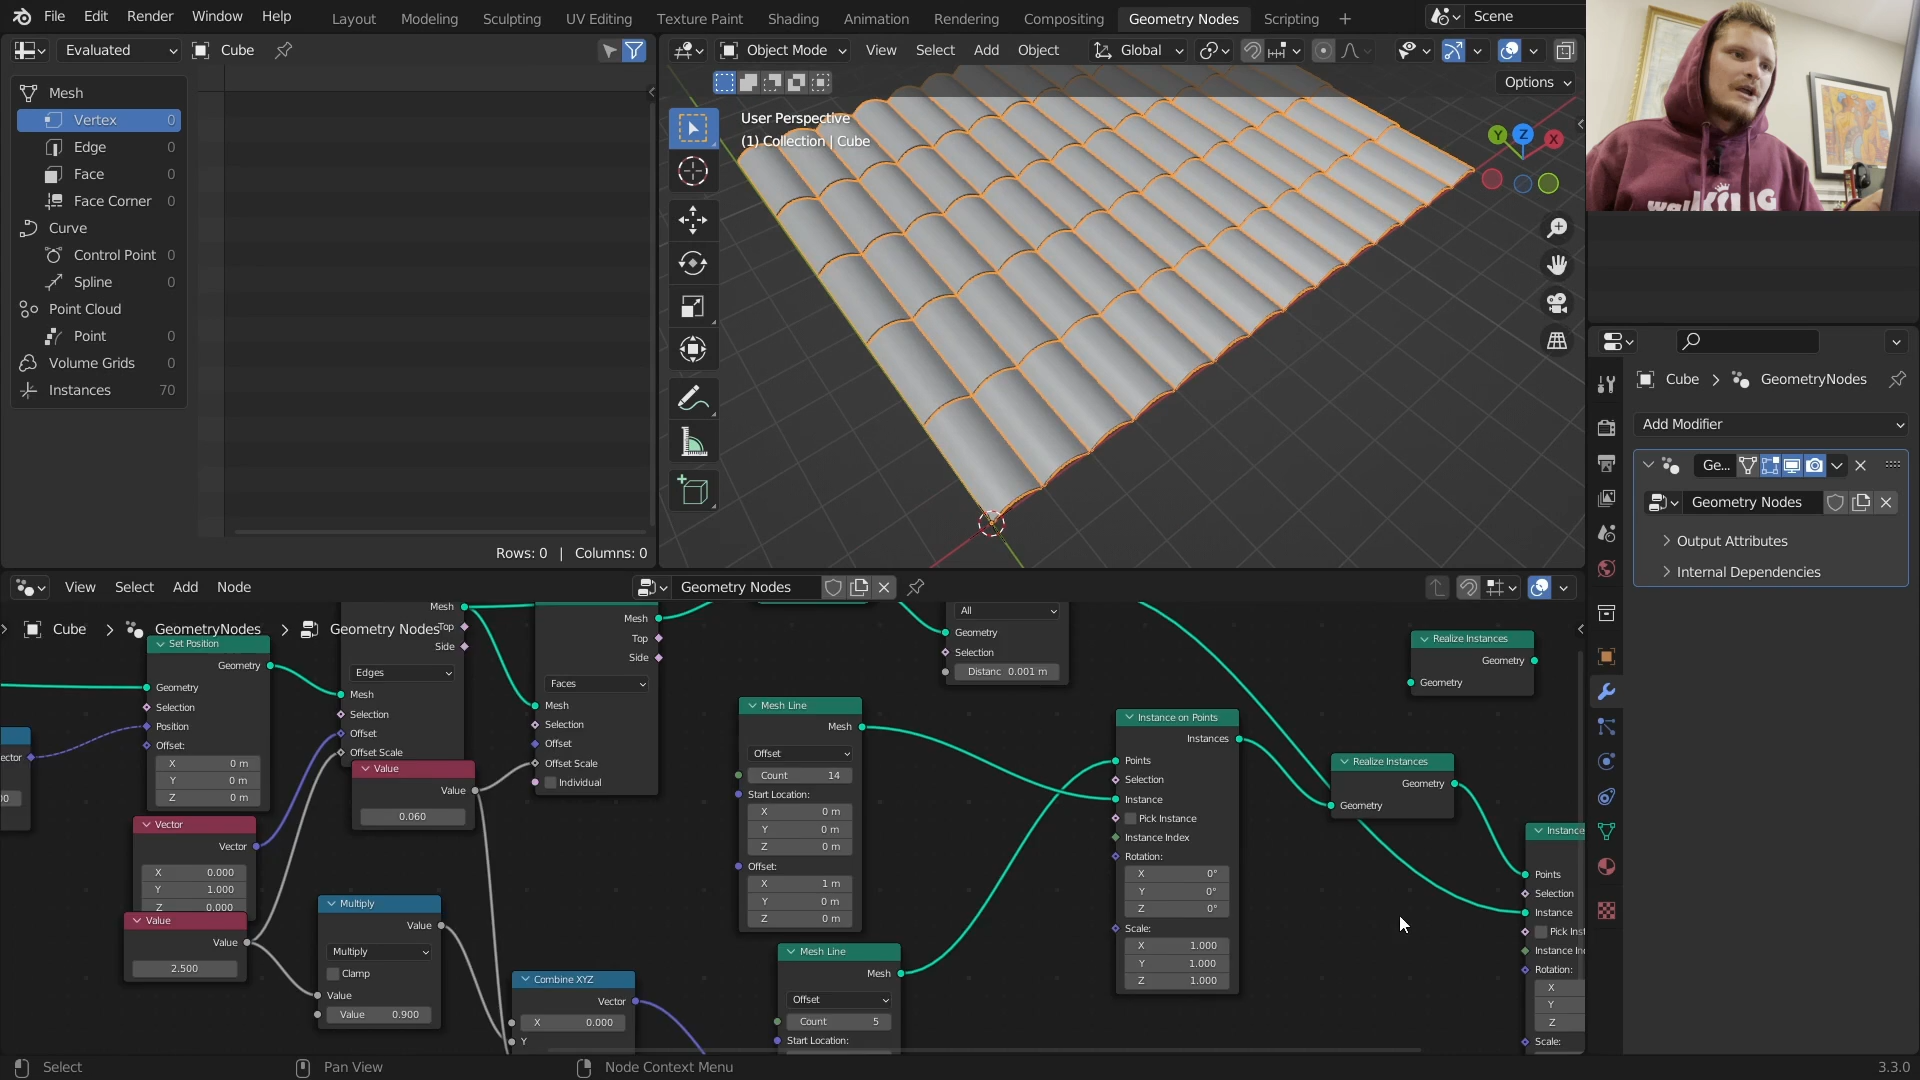 File Edit Render Window Help
Layout Modeling Sculpting UV Editing Texture Paint Shading Animation Rendering Compositing Geometry Nodes Scripting
Scene
Evaluated
Cube
Object Mode View Select Add Object Global
Options
User Perspective
(1) Collection | Cube
Y Z X
Mesh
Vertex 0
Edge 0
Face 0
Face Corner 0
Curve
Control Point 0
Spline 0
Point Cloud
Point 0
Volume Grids 0
Instances 70
Rows: 0 | Columns: 0
Cube > GeometryNodes
Add Modifier
Ge...
Geometry Nodes
Output Attributes
Internal Dependencies
View Select Add Node
Geometry Nodes
Cube > GeometryNodes > Geometry Nodes
Set Position
Geometry
Geometry
Selection
Position
Offset:
X 0 m
Y 0 m
Z 0 m
ector
00
Vector
Vector
X 0.000
Y 1.000
Z 0.000
Value
Value
2.500
Mesh
Top
Side
Edges
Mesh
Selection
Offset
Offset Scale
Value
Value
0.060
Multiply
Value
Multiply
Clamp
Value
Value 0.900
Mesh
Top
Side
Faces
Mesh
Selection
Offset
Offset Scale
Individual
Combine XYZ
Vector
X 0.000
Y
Mesh Line
Mesh
Offset
Count 14
Start Location:
X 0 m
Y 0 m
Z 0 m
Offset:
X 1 m
Y 0 m
Z 0 m
Mesh Line
Mesh
Offset
Count 5
Start Location:
All
Geometry
Selection
Distanc 0.001 m
Instance on Points
Instances
Points
Selection
Instance
Pick Instance
Instance Index
Rotation:
X 0°
Y 0°
Z 0°
Scale:
X 1.000
Y 1.000
Z 1.000
Realize Instances
Geometry
Geometry
Realize Instances
Geometry
Geometry
Instance
Points
Selection
Instance
Pick Inst
Instance In
Rotation:
X
Y
Z
Scale:
Select Pan View Node Context Menu
3.3.0